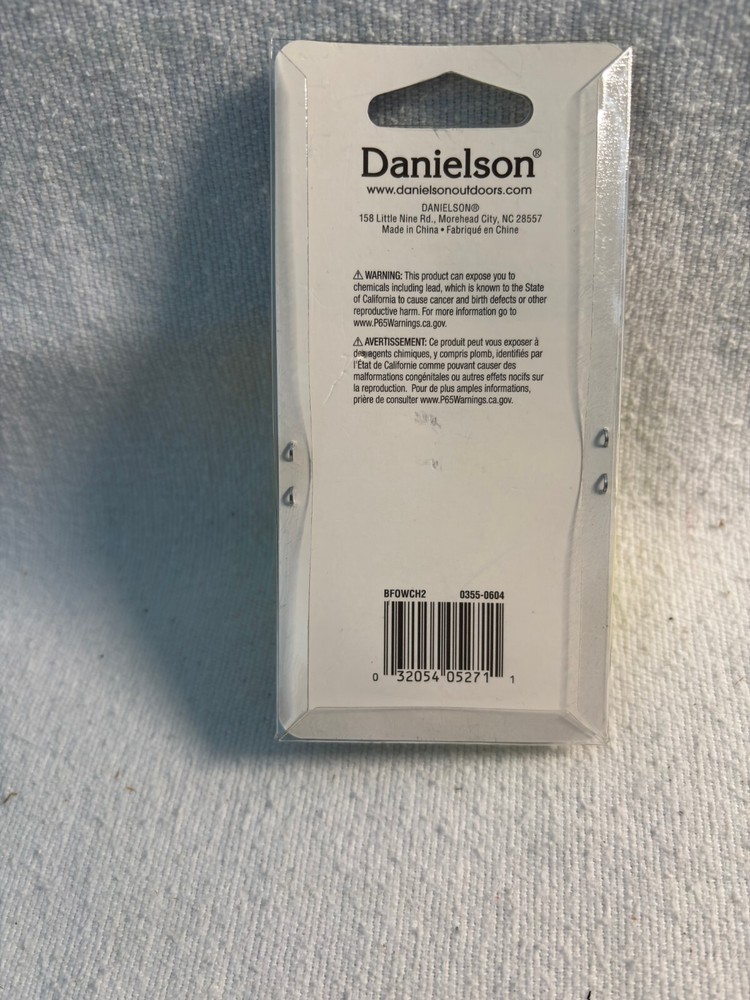 Danielson®
www.danielsonoutdoors.com
DANIELSON®
158 Little Nine Rd., Morehead City, NC 28557
Made in China • Fabriqué en Chine
⚠ WARNING: This product can expose you to
chemicals including lead, which is known to the State
of California to cause cancer and birth defects or other
reproductive harm. For more information go to
www.P65Warnings.ca.gov.
⚠ AVERTISSEMENT: Ce produit peut vous exposer à
des agents chimiques, y compris plomb, identifiés par
l'État de Californie comme pouvant causer des
malformations congénitales ou autres effets nocifs sur
la reproduction. Pour de plus amples informations,
prière de consulter www.P65Warnings.ca.gov.
BFOWCH2 0355-0604
0 32054 05271 1